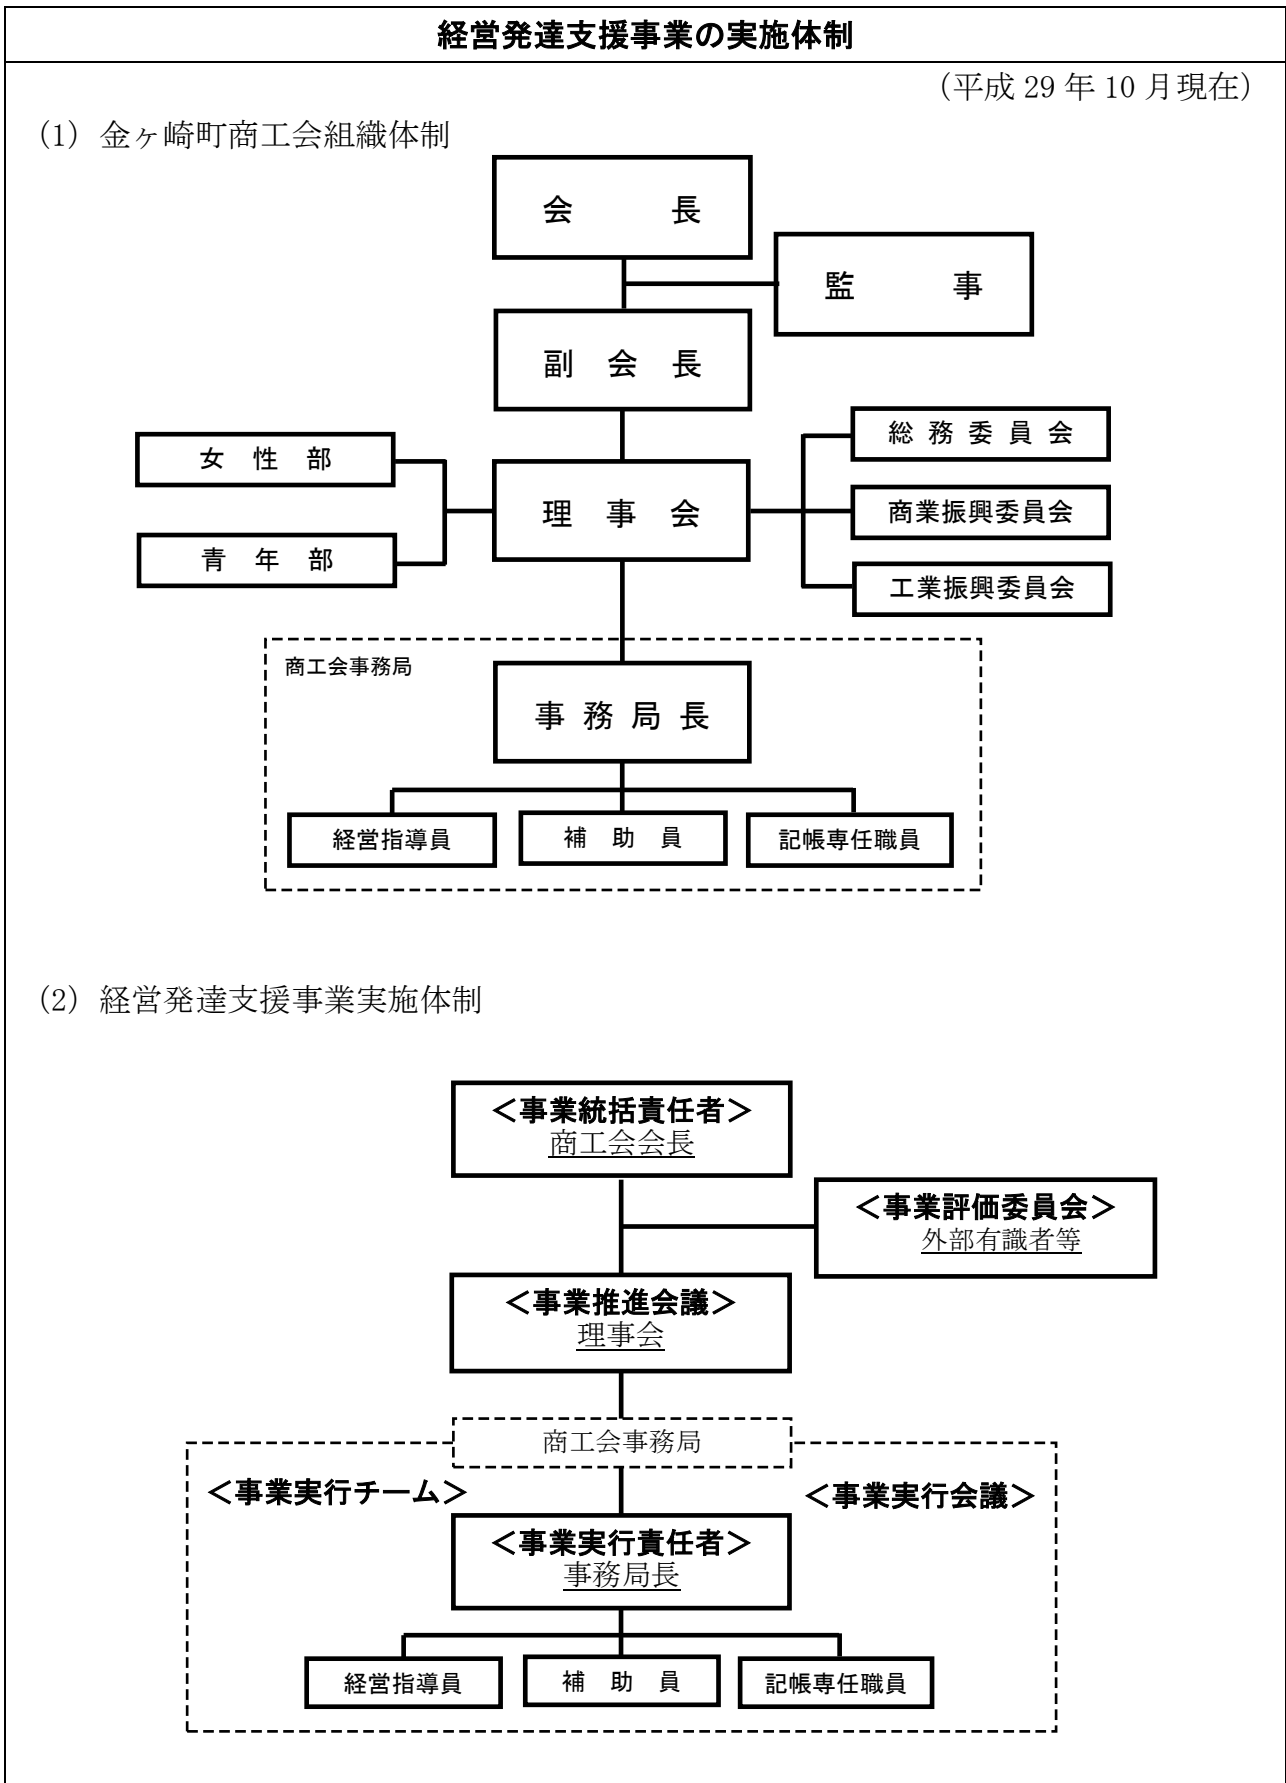 経営発達支援事業の実施体制
（平成 29 年 10 月現在）
(1) 金ヶ崎町商工会組織体制
会長
監事
副会長
総務委員会
女性部
理事会
商業振興委員会
青年部
工業振興委員会
商工会事務局
事務局長
経営指導員
補助員
記帳専任職員
(2) 経営発達支援事業実施体制
＜事業統括責任者＞
商工会会長
＜事業評価委員会＞
外部有識者等
＜事業推進会議＞
理事会
商工会事務局
＜事業実行チーム＞
＜事業実行会議＞
＜事業実行責任者＞
事務局長
経営指導員
補助員
記帳専任職員